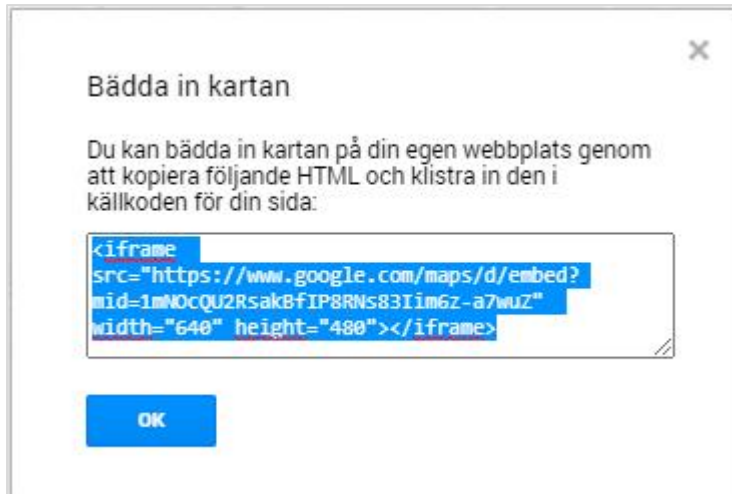 Bädda in kartan
Du kan bädda in kartan på din egen webbplats genom
att kopiera följande HTML och klistra in den i
källkoden för din sida:
<iframe
src="https://www.google.com/maps/d/embed?
mid=1mNOcQU2RsakBfIP8RNs83Iim6z-a7wuZ"
width="640" height="480"></iframe>
OK